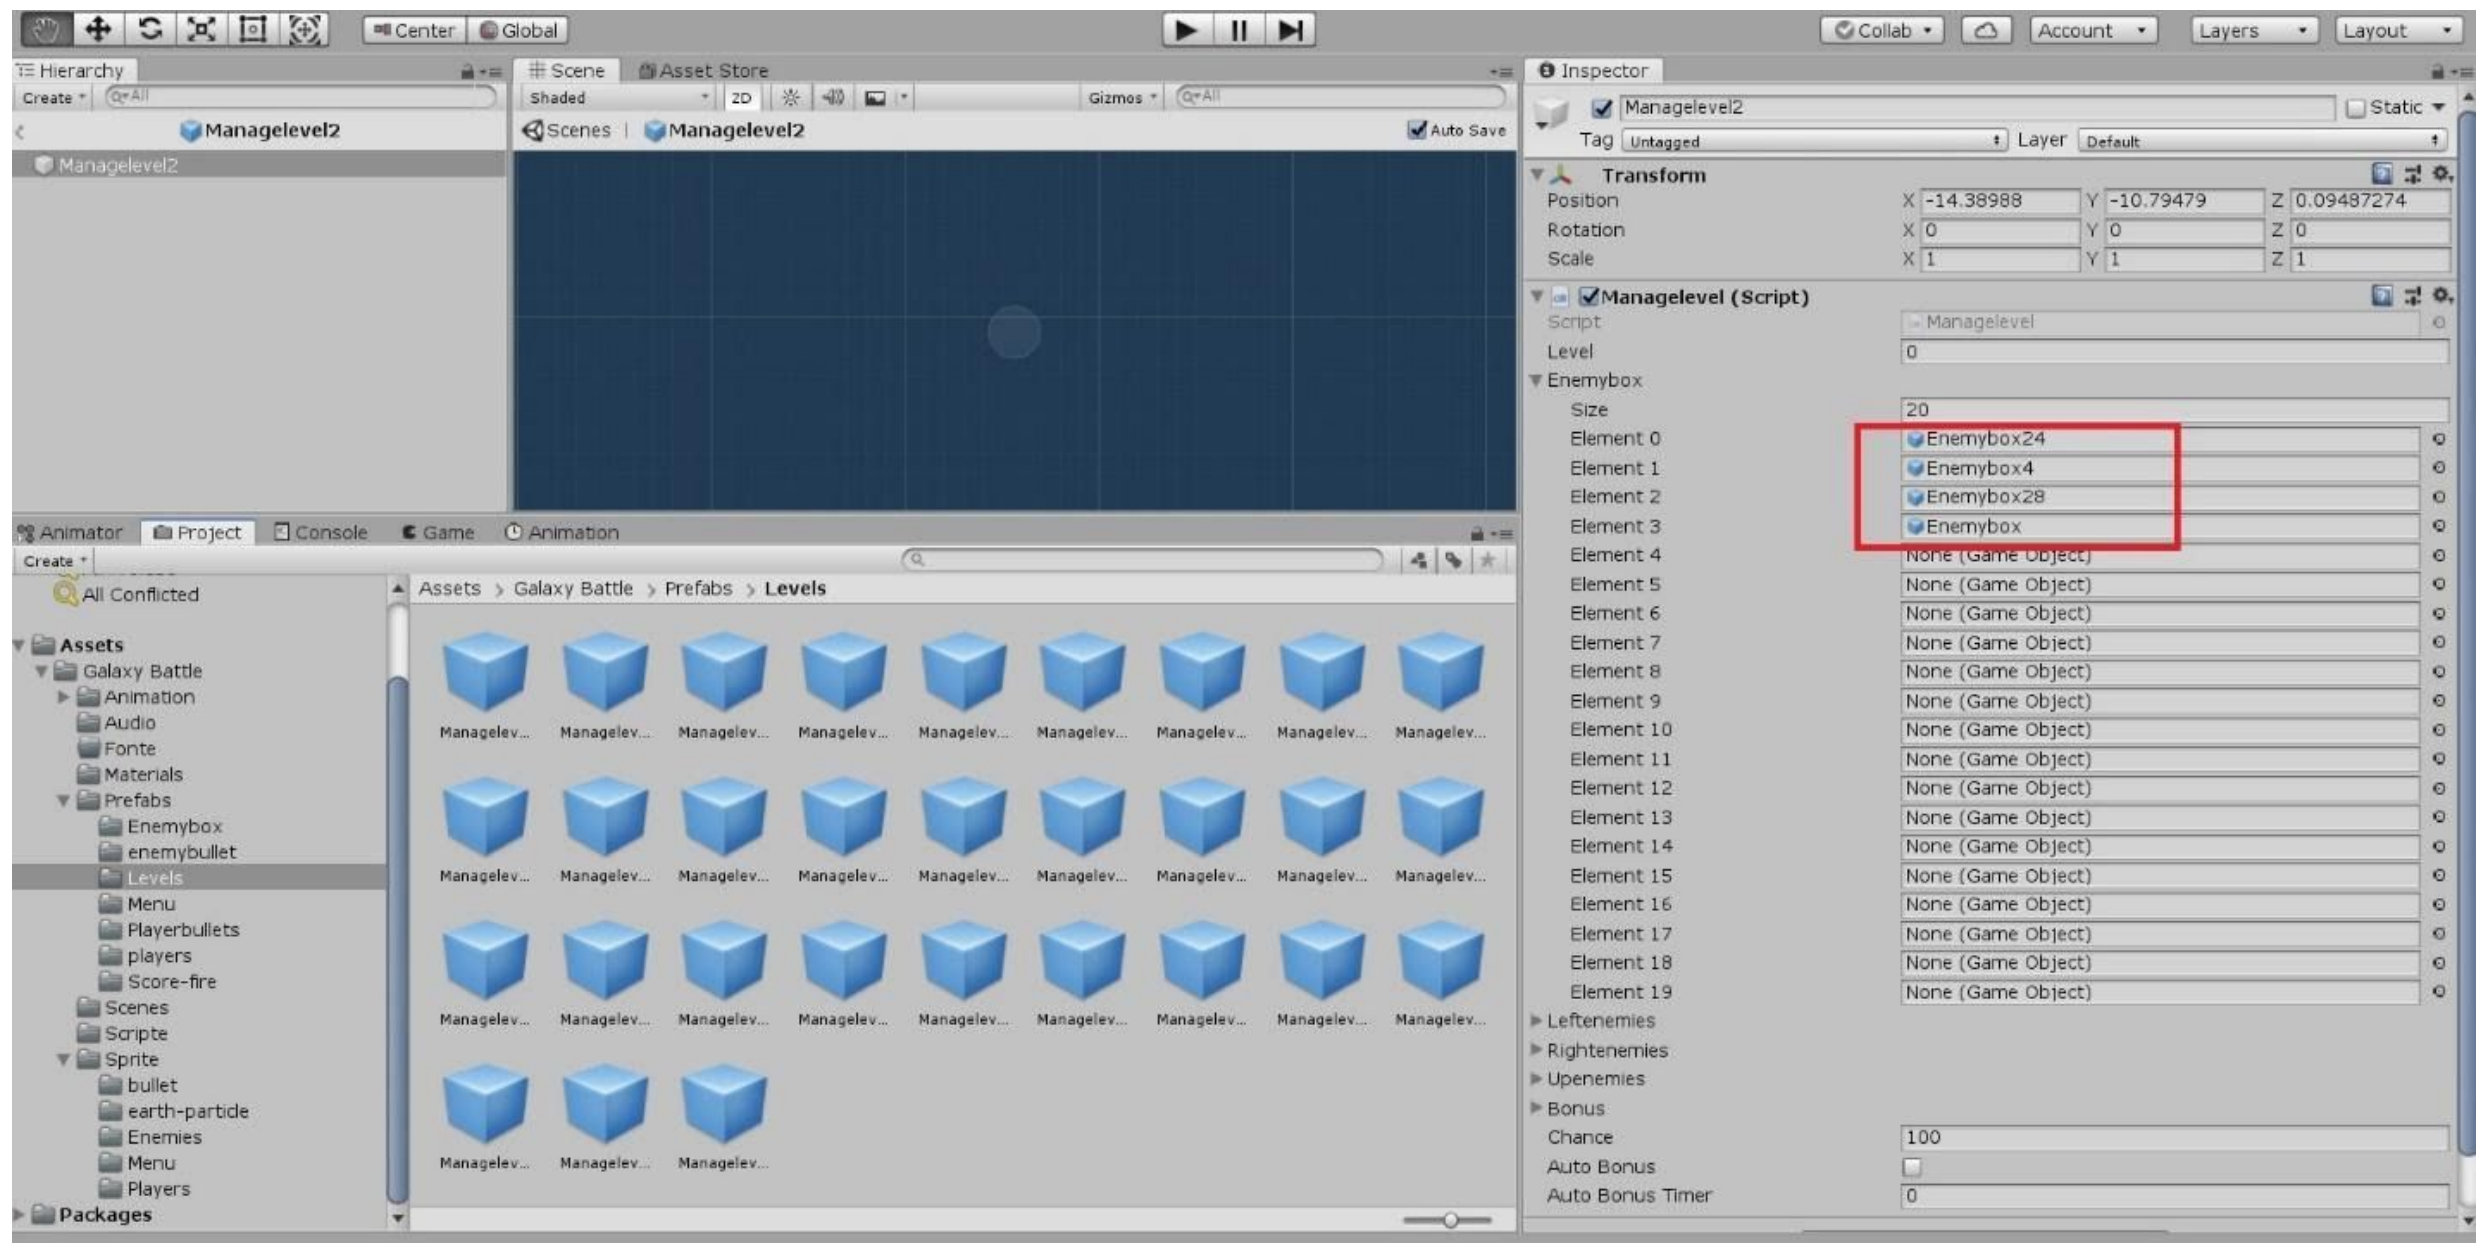 Center Global Collab Account Layers Layout
Hierarchy
Create All
Managelevel2
Managelevel2
Scene Asset Store
Shaded 2D Gizmos All
Scenes Managelevel2 Auto Save
Animator Project Console Game Animation
Create
All Conflicted
Assets
Galaxy Battle
Animation
Audio
Fonte
Materials
Prefabs
Enemybox
enemybullet
Levels
Menu
Playerbullets
players
Score-fire
Scenes
Scripte
Sprite
bullet
earth-particle
Enemies
Menu
Players
Packages
Assets > Galaxy Battle > Prefabs > Levels
Managelev... Managelev... Managelev... Managelev... Managelev... Managelev... Managelev... Managelev... Managelev...
Managelev... Managelev... Managelev... Managelev... Managelev... Managelev... Managelev... Managelev... Managelev...
Managelev... Managelev... Managelev... Managelev... Managelev... Managelev... Managelev... Managelev... Managelev...
Managelev... Managelev... Managelev...
Inspector
Managelevel2 Static
Tag Untagged Layer Default
Transform
Position X -14.38988 Y -10.79479 Z 0.09487274
Rotation X 0 Y 0 Z 0
Scale X 1 Y 1 Z 1
Managelevel (Script)
Script Managelevel
Level 0
Enemybox
Size 20
Element 0 Enemybox24
Element 1 Enemybox4
Element 2 Enemybox28
Element 3 Enemybox
Element 4 None (Game Object)
Element 5 None (Game Object)
Element 6 None (Game Object)
Element 7 None (Game Object)
Element 8 None (Game Object)
Element 9 None (Game Object)
Element 10 None (Game Object)
Element 11 None (Game Object)
Element 12 None (Game Object)
Element 13 None (Game Object)
Element 14 None (Game Object)
Element 15 None (Game Object)
Element 16 None (Game Object)
Element 17 None (Game Object)
Element 18 None (Game Object)
Element 19 None (Game Object)
Leftenemies
Rightenemies
Upenemies
Bonus
Chance 100
Auto Bonus
Auto Bonus Timer 0